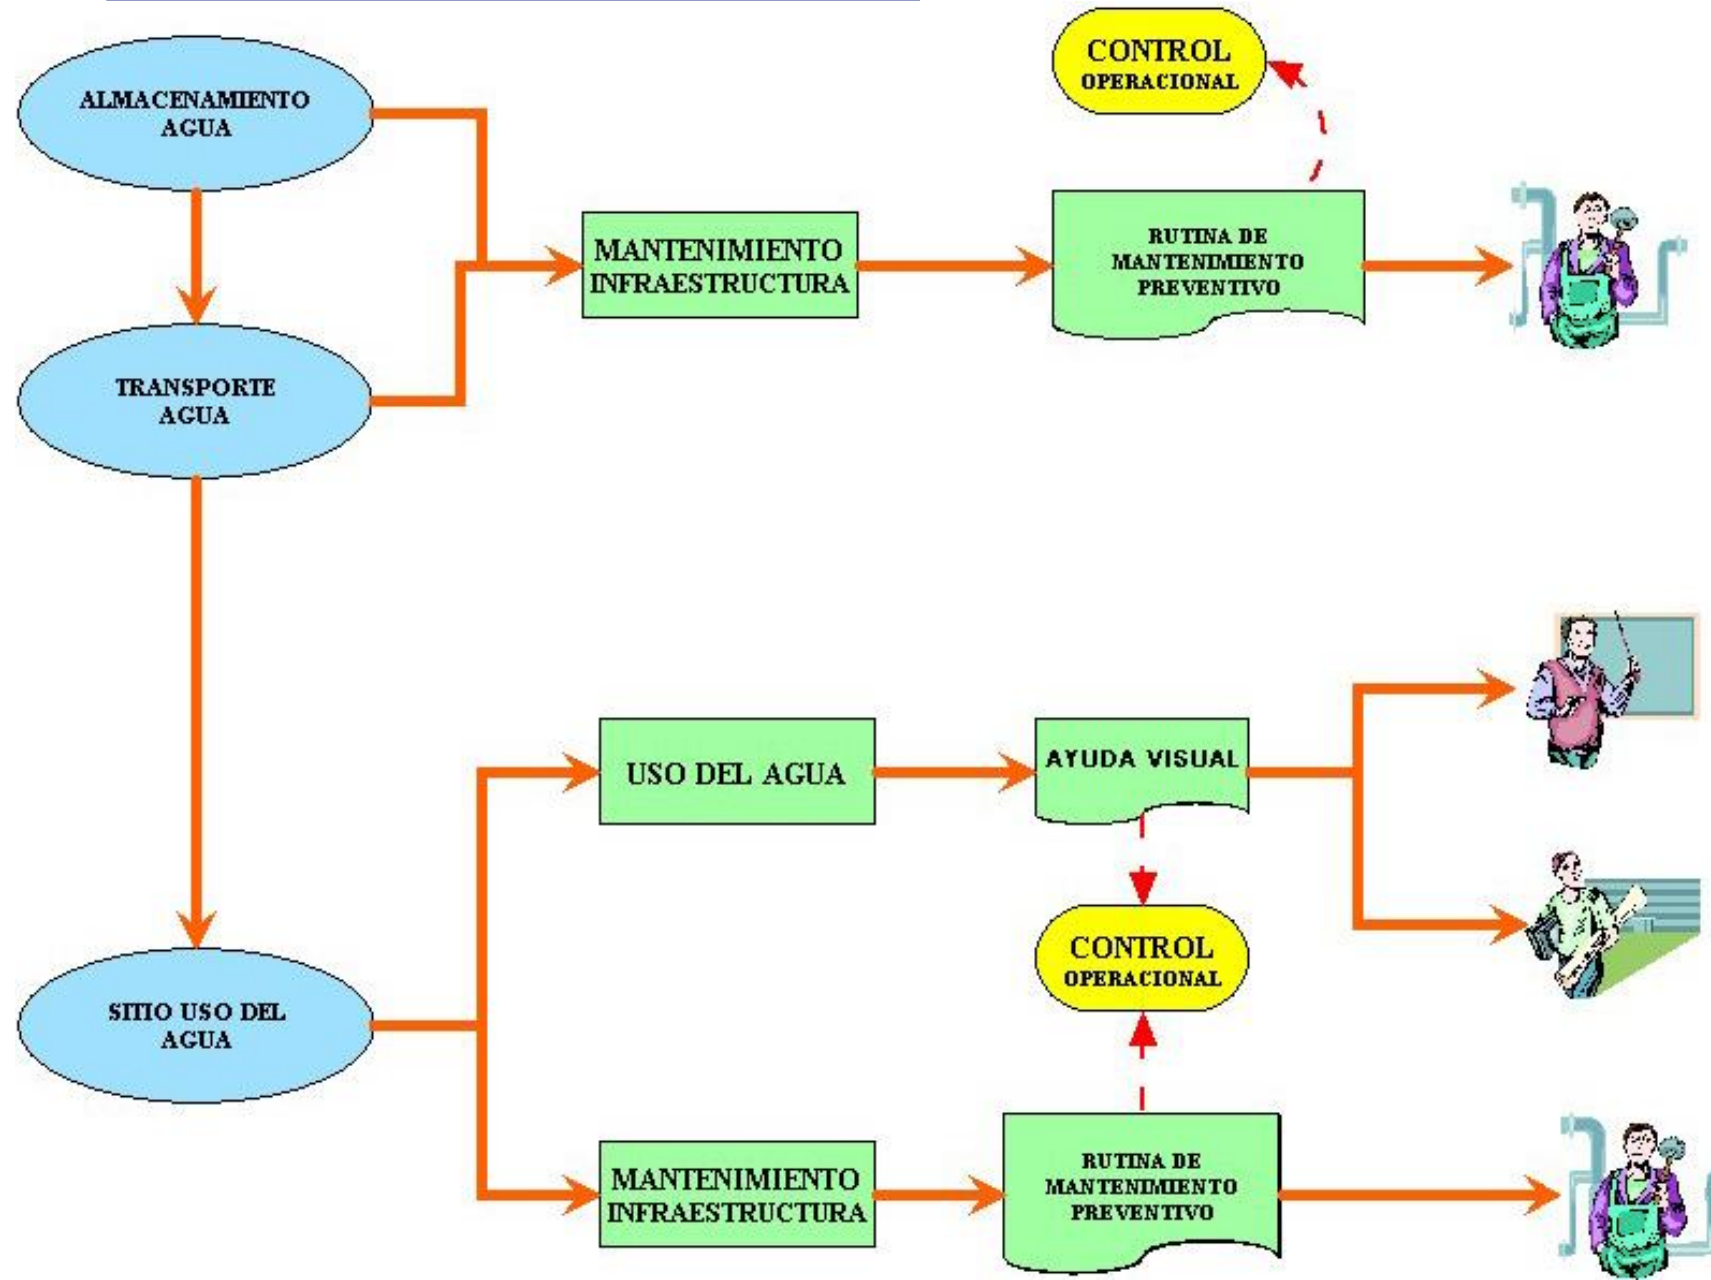 ALMACENAMIENTO
AGUA
CONTROL
OPERACIONAL
MANTENIMIENTO
INFRAESTRUCTURA
RUTINA DE
MANTENIMIENTO
PREVENTIVO
TRANSPORTE
AGUA
USO DEL AGUA
AYUDA VISUAL
CONTROL
OPERACIONAL
SITIO USO DEL
AGUA
MANTENIMIENTO
INFRAESTRUCTURA
RUTINA DE
MANTENIMIENTO
PREVENTIVO